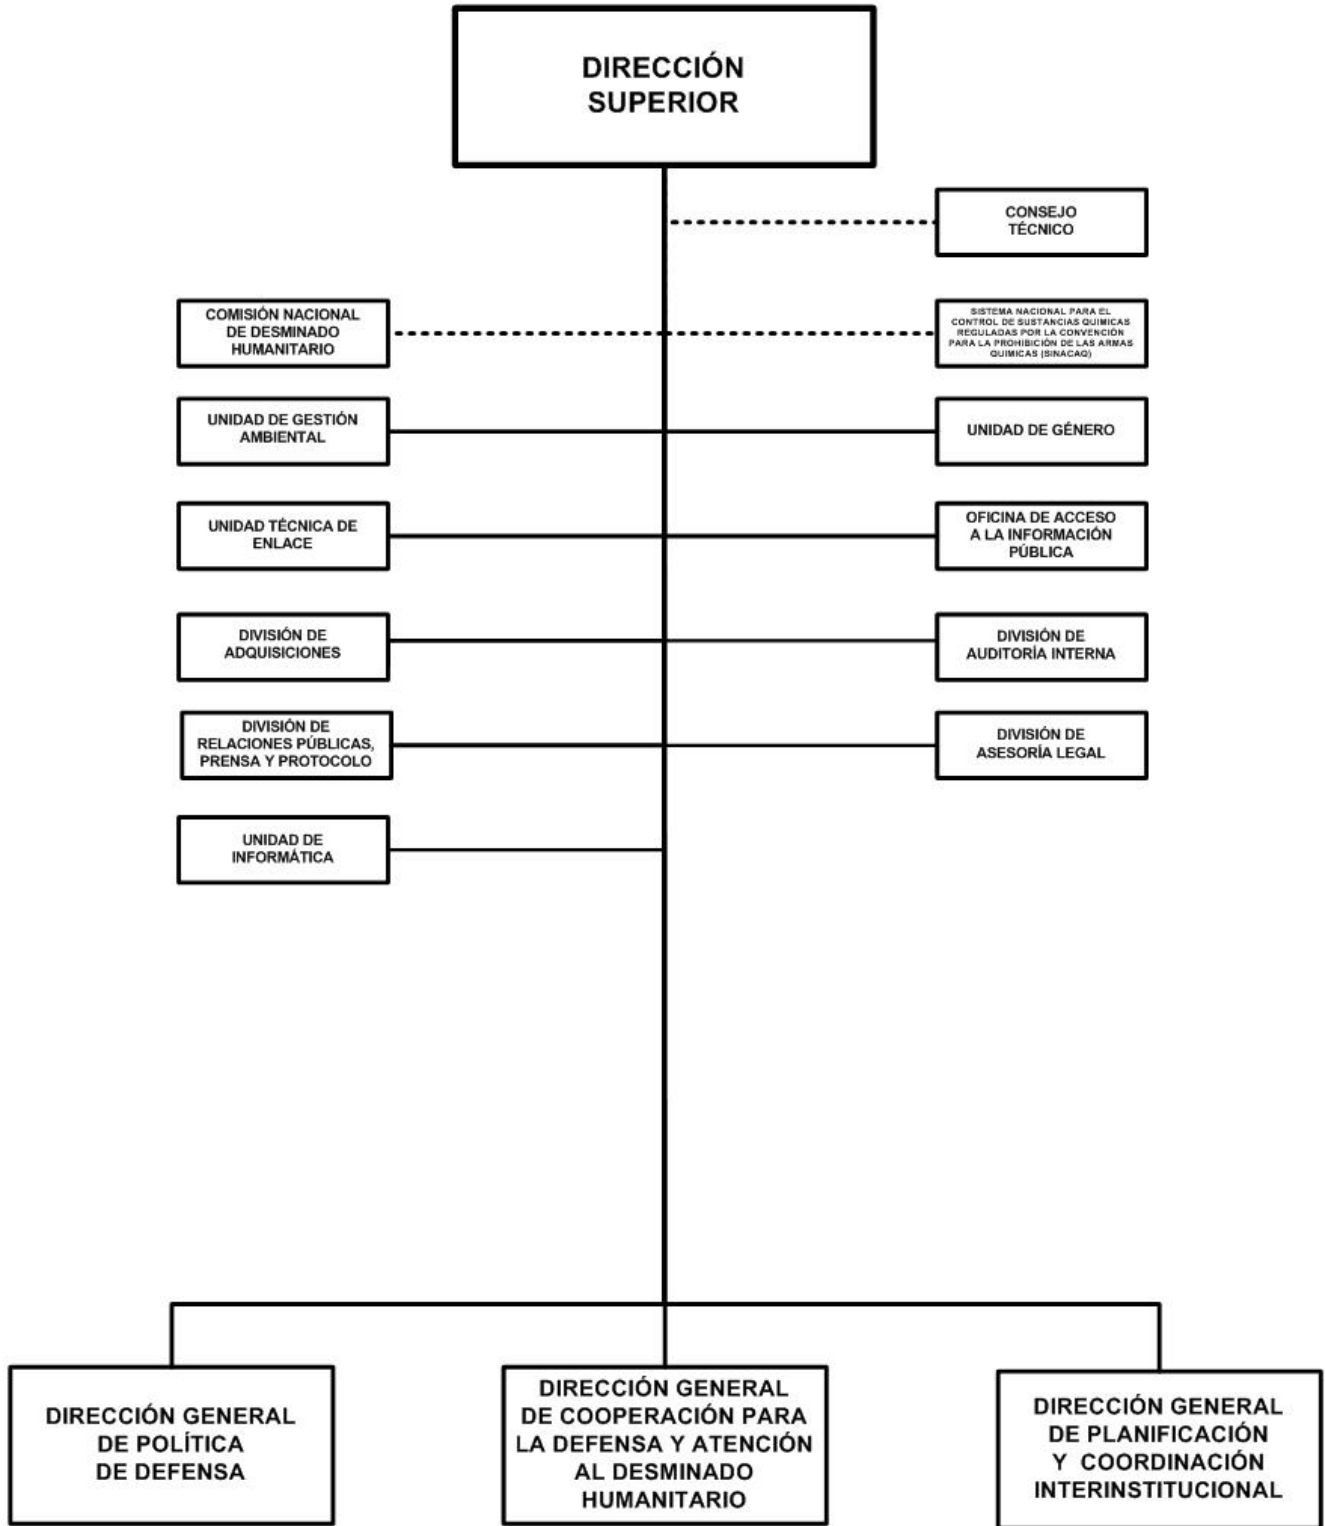 DIRECCIÓN
SUPERIOR
CONSEJO
TÉCNICO
COMISIÓN NACIONAL
DE DESMINADO
HUMANITARIO
SISTEMA NACIONAL PARA EL
CONTROL DE SUSTANCIAS QUIMICAS
REGULADAS POR LA CONVENCIÓN
PARA LA PROHIBICIÓN DE LAS ARMAS
QUIMICAS (SINACAQ)
UNIDAD DE GESTIÓN
AMBIENTAL
UNIDAD DE GÉNERO
UNIDAD TÉCNICA DE
ENLACE
OFICINA DE ACCESO
A LA INFORMACIÓN
PÚBLICA
DIVISIÓN DE
ADQUISICIONES
DIVISIÓN DE
AUDITORÍA INTERNA
DIVISIÓN DE
RELACIONES PÚBLICAS,
PRENSA Y PROTOCOLO
DIVISIÓN DE
ASESORÍA LEGAL
UNIDAD DE
INFORMÁTICA
DIRECCIÓN GENERAL
DE POLÍTICA
DE DEFENSA
DIRECCIÓN GENERAL
DE COOPERACIÓN PARA
LA DEFENSA Y ATENCIÓN
AL DESMINADO
HUMANITARIO
DIRECCIÓN GENERAL
DE PLANIFICACIÓN
Y COORDINACIÓN
INTERINSTITUCIONAL